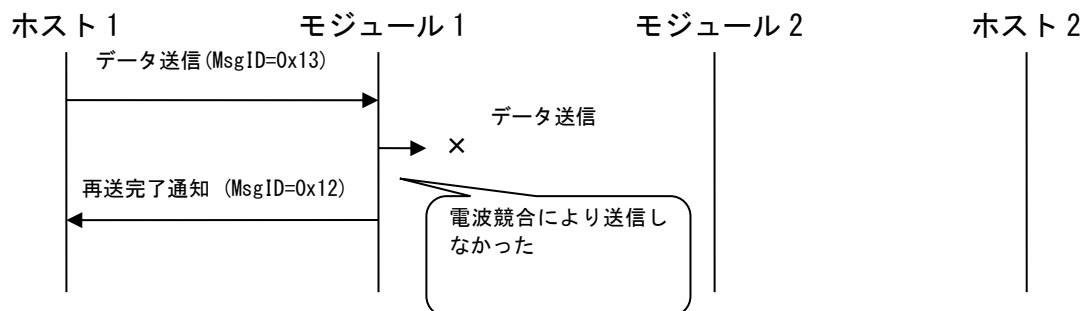 ホスト1 モジュール1 モジュール2 ホスト2
データ送信(MsgID=0x13)
データ送信
×
再送完了通知 (MsgID=0x12)
電波競合により送信し
なかった